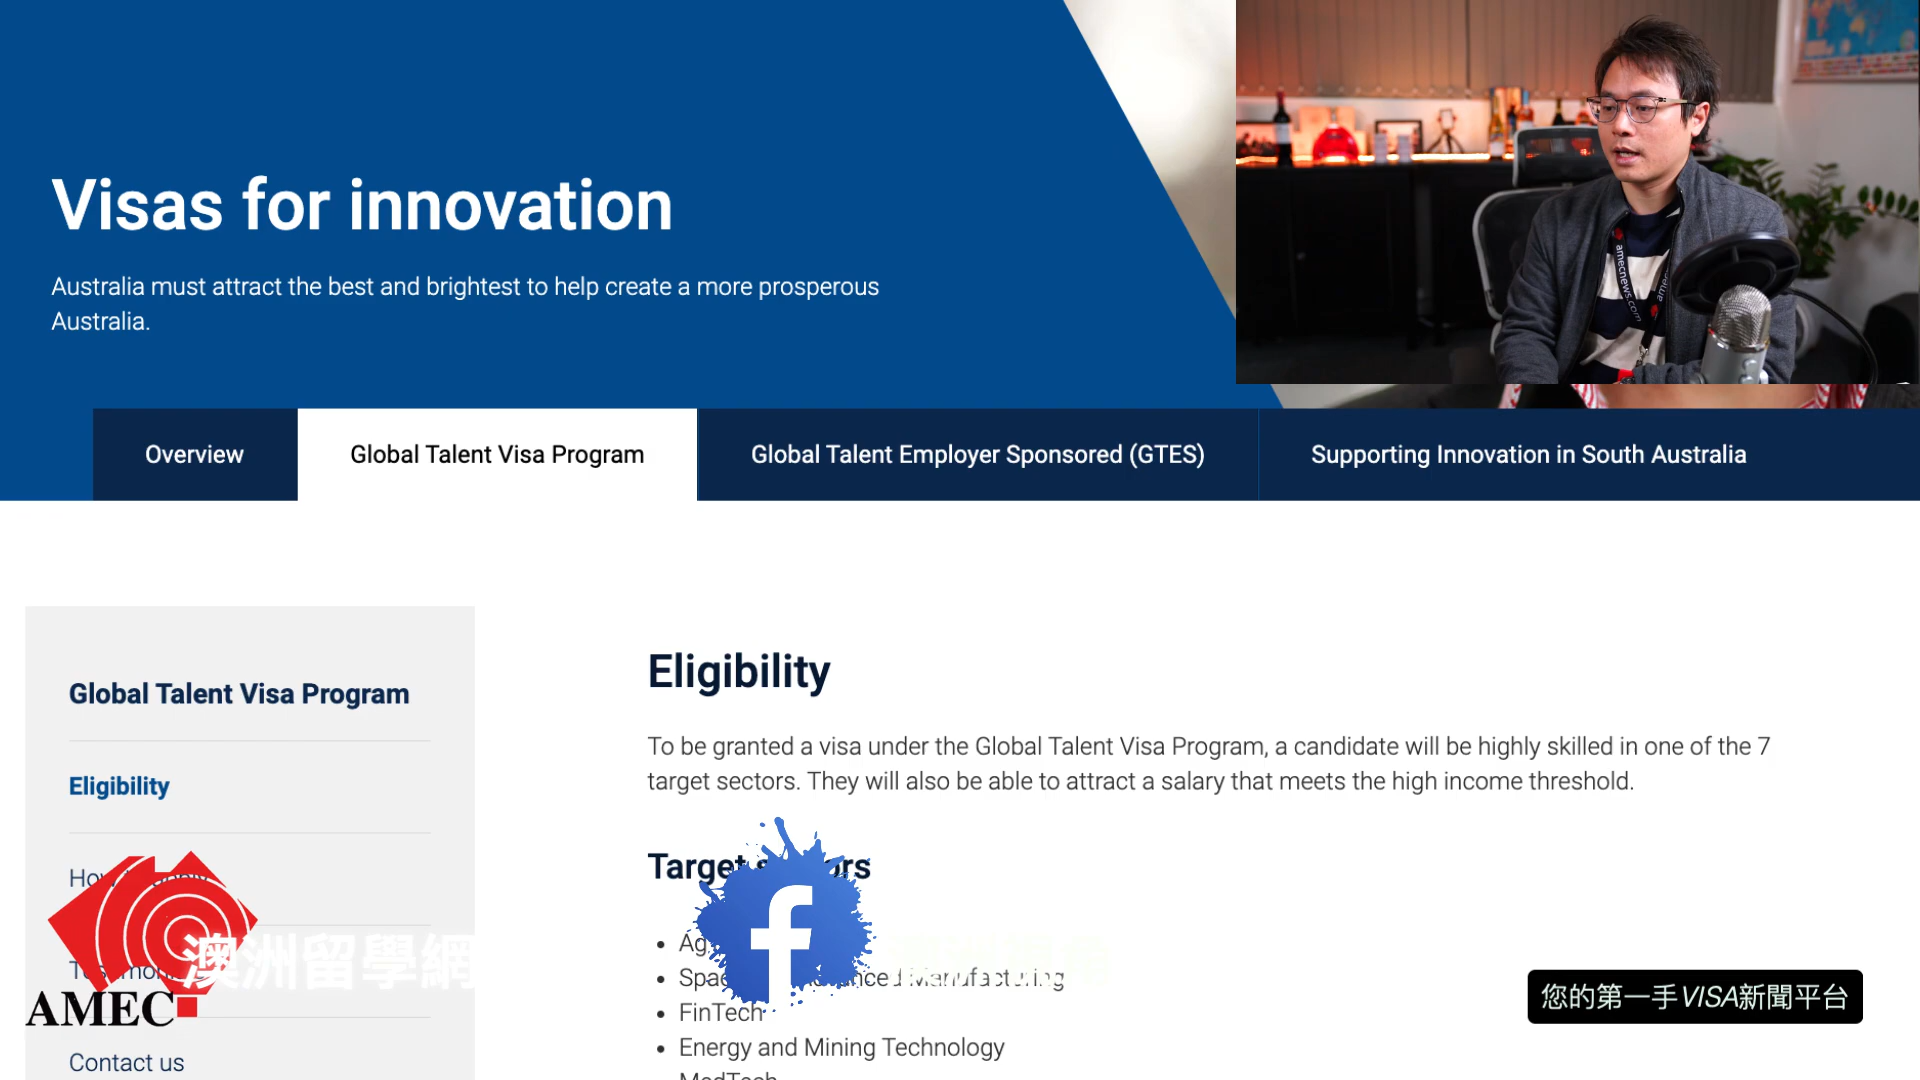 Visas for innovation
Australia must attract the best and brightest to help create a more prosperous
Australia.
amecnews.com
Overview
Global Talent Visa Program
Global Talent Employer Sponsored (GTES)
Supporting Innovation in South Australia
Global Talent Visa Program
Eligibility
Contact us
Eligibility
To be granted a visa under the Global Talent Visa Program, a candidate will be highly skilled in one of the 7
target sectors. They will also be able to attract a salary that meets the high income threshold.
Target
Manufacturing
FinTech
Energy and Mining Technology
MedTech
澳洲留學網
AMEC
您的第一手VISA新聞平台